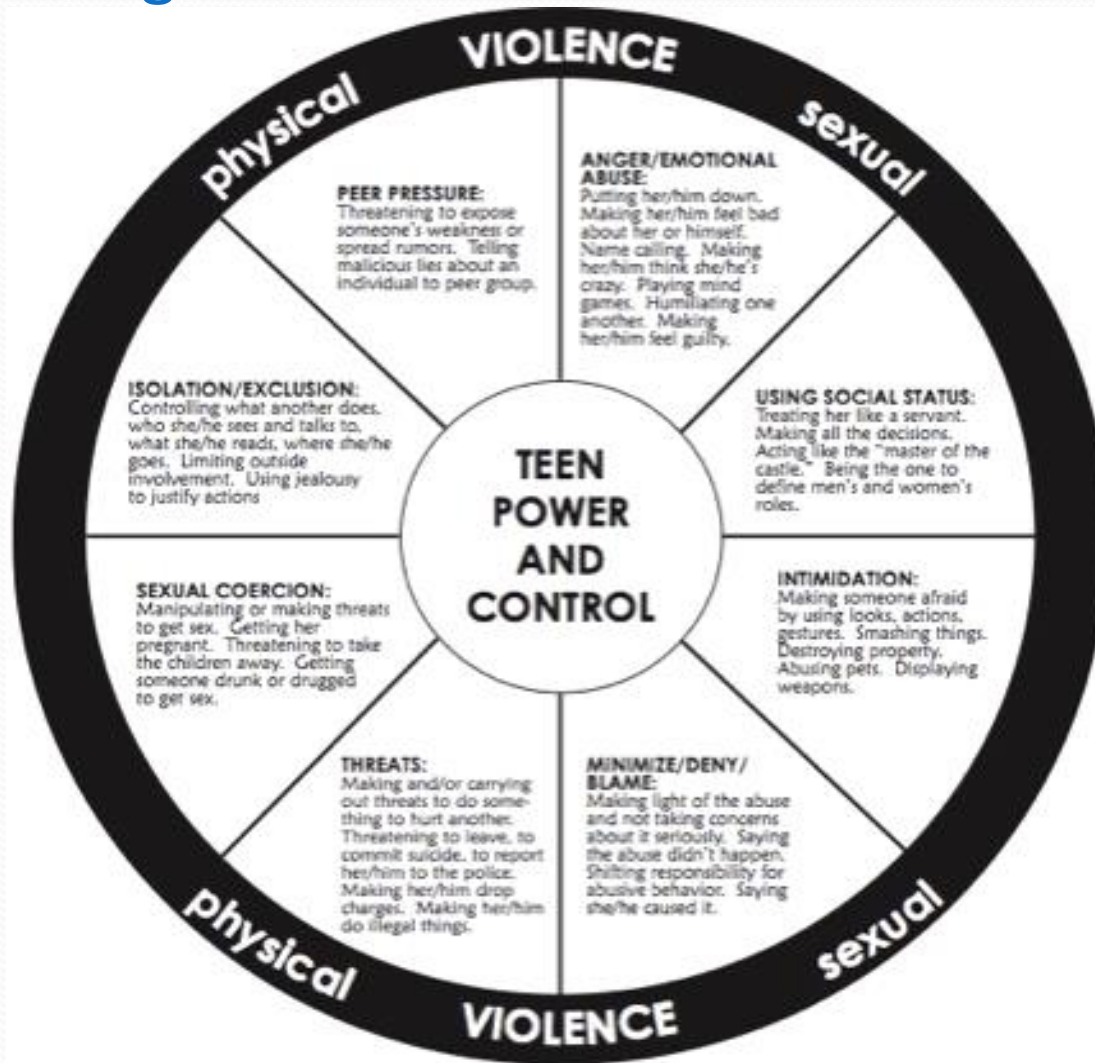 VIOLENCE
physical
sexual
PEER PRESSURE:
Threatening to expose
someone's weakness or
spread rumors. Telling
malicious lies about an
individual to peer group.
ANGER/EMOTIONAL
ABUSE:
Putting her/him down.
Making her/him feel bad
about her or himself.
Name calling. Making
her/him think she/he's
crazy. Playing mind
games. Humiliating one
another. Making
her/him feel guilty.
ISOLATION/EXCLUSION:
Controlling what another does,
who she/he sees and talks to,
what she/he reads, where she/he
goes. Limiting outside
involvement. Using jealousy
to justify actions
USING SOCIAL STATUS:
Treating her like a servant.
Making all the decisions.
Acting like the "master of the
castle." Being the one to
define men's and women's
roles.
TEEN
POWER
AND
CONTROL
SEXUAL COERCION:
Manipulating or making threats
to get sex. Getting her
pregnant. Threatening to take
the children away. Getting
someone drunk or drugged
to get sex.
INTIMIDATION:
Making someone afraid
by using looks, actions,
gestures. Smashing things.
Destroying property.
Abusing pets. Displaying
weapons.
THREATS:
Making and/or carrying
out threats to do some-
thing to hurt another.
Threatening to leave, to
commit suicide, to report
her/him to the police.
Making her/him drop
charges. Making her/him
do illegal things.
MINIMIZE/DENY/
BLAME:
Making light of the abuse
and not taking concerns
about it seriously. Saying
the abuse didn't happen.
Shifting responsibility for
abusive behavior. Saying
she/he caused it.
physical
sexual
VIOLENCE